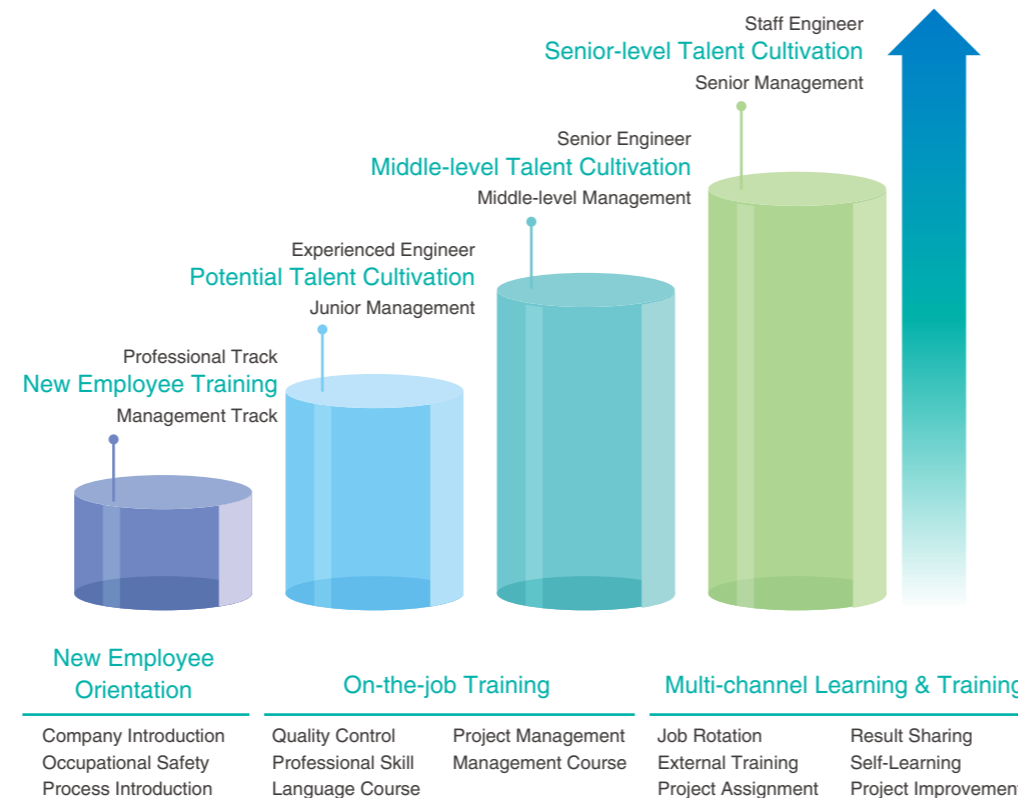 Staff Engineer
Senior-level Talent Cultivation
Senior Management
Senior Engineer
Middle-level Talent Cultivation
Middle-level Management
Experienced Engineer
Potential Talent Cultivation
Junior Management
Professional Track
New Employee Training
Management Track
New Employee
Orientation
Company Introduction
Occupational Safety
Process Introduction
On-the-job Training
Quality Control
Professional Skill
Language Course
Project Management
Management Course
Multi-channel Learning & Training
Job Rotation
External Training
Project Assignment
Result Sharing
Self-Learning
Project Improvement